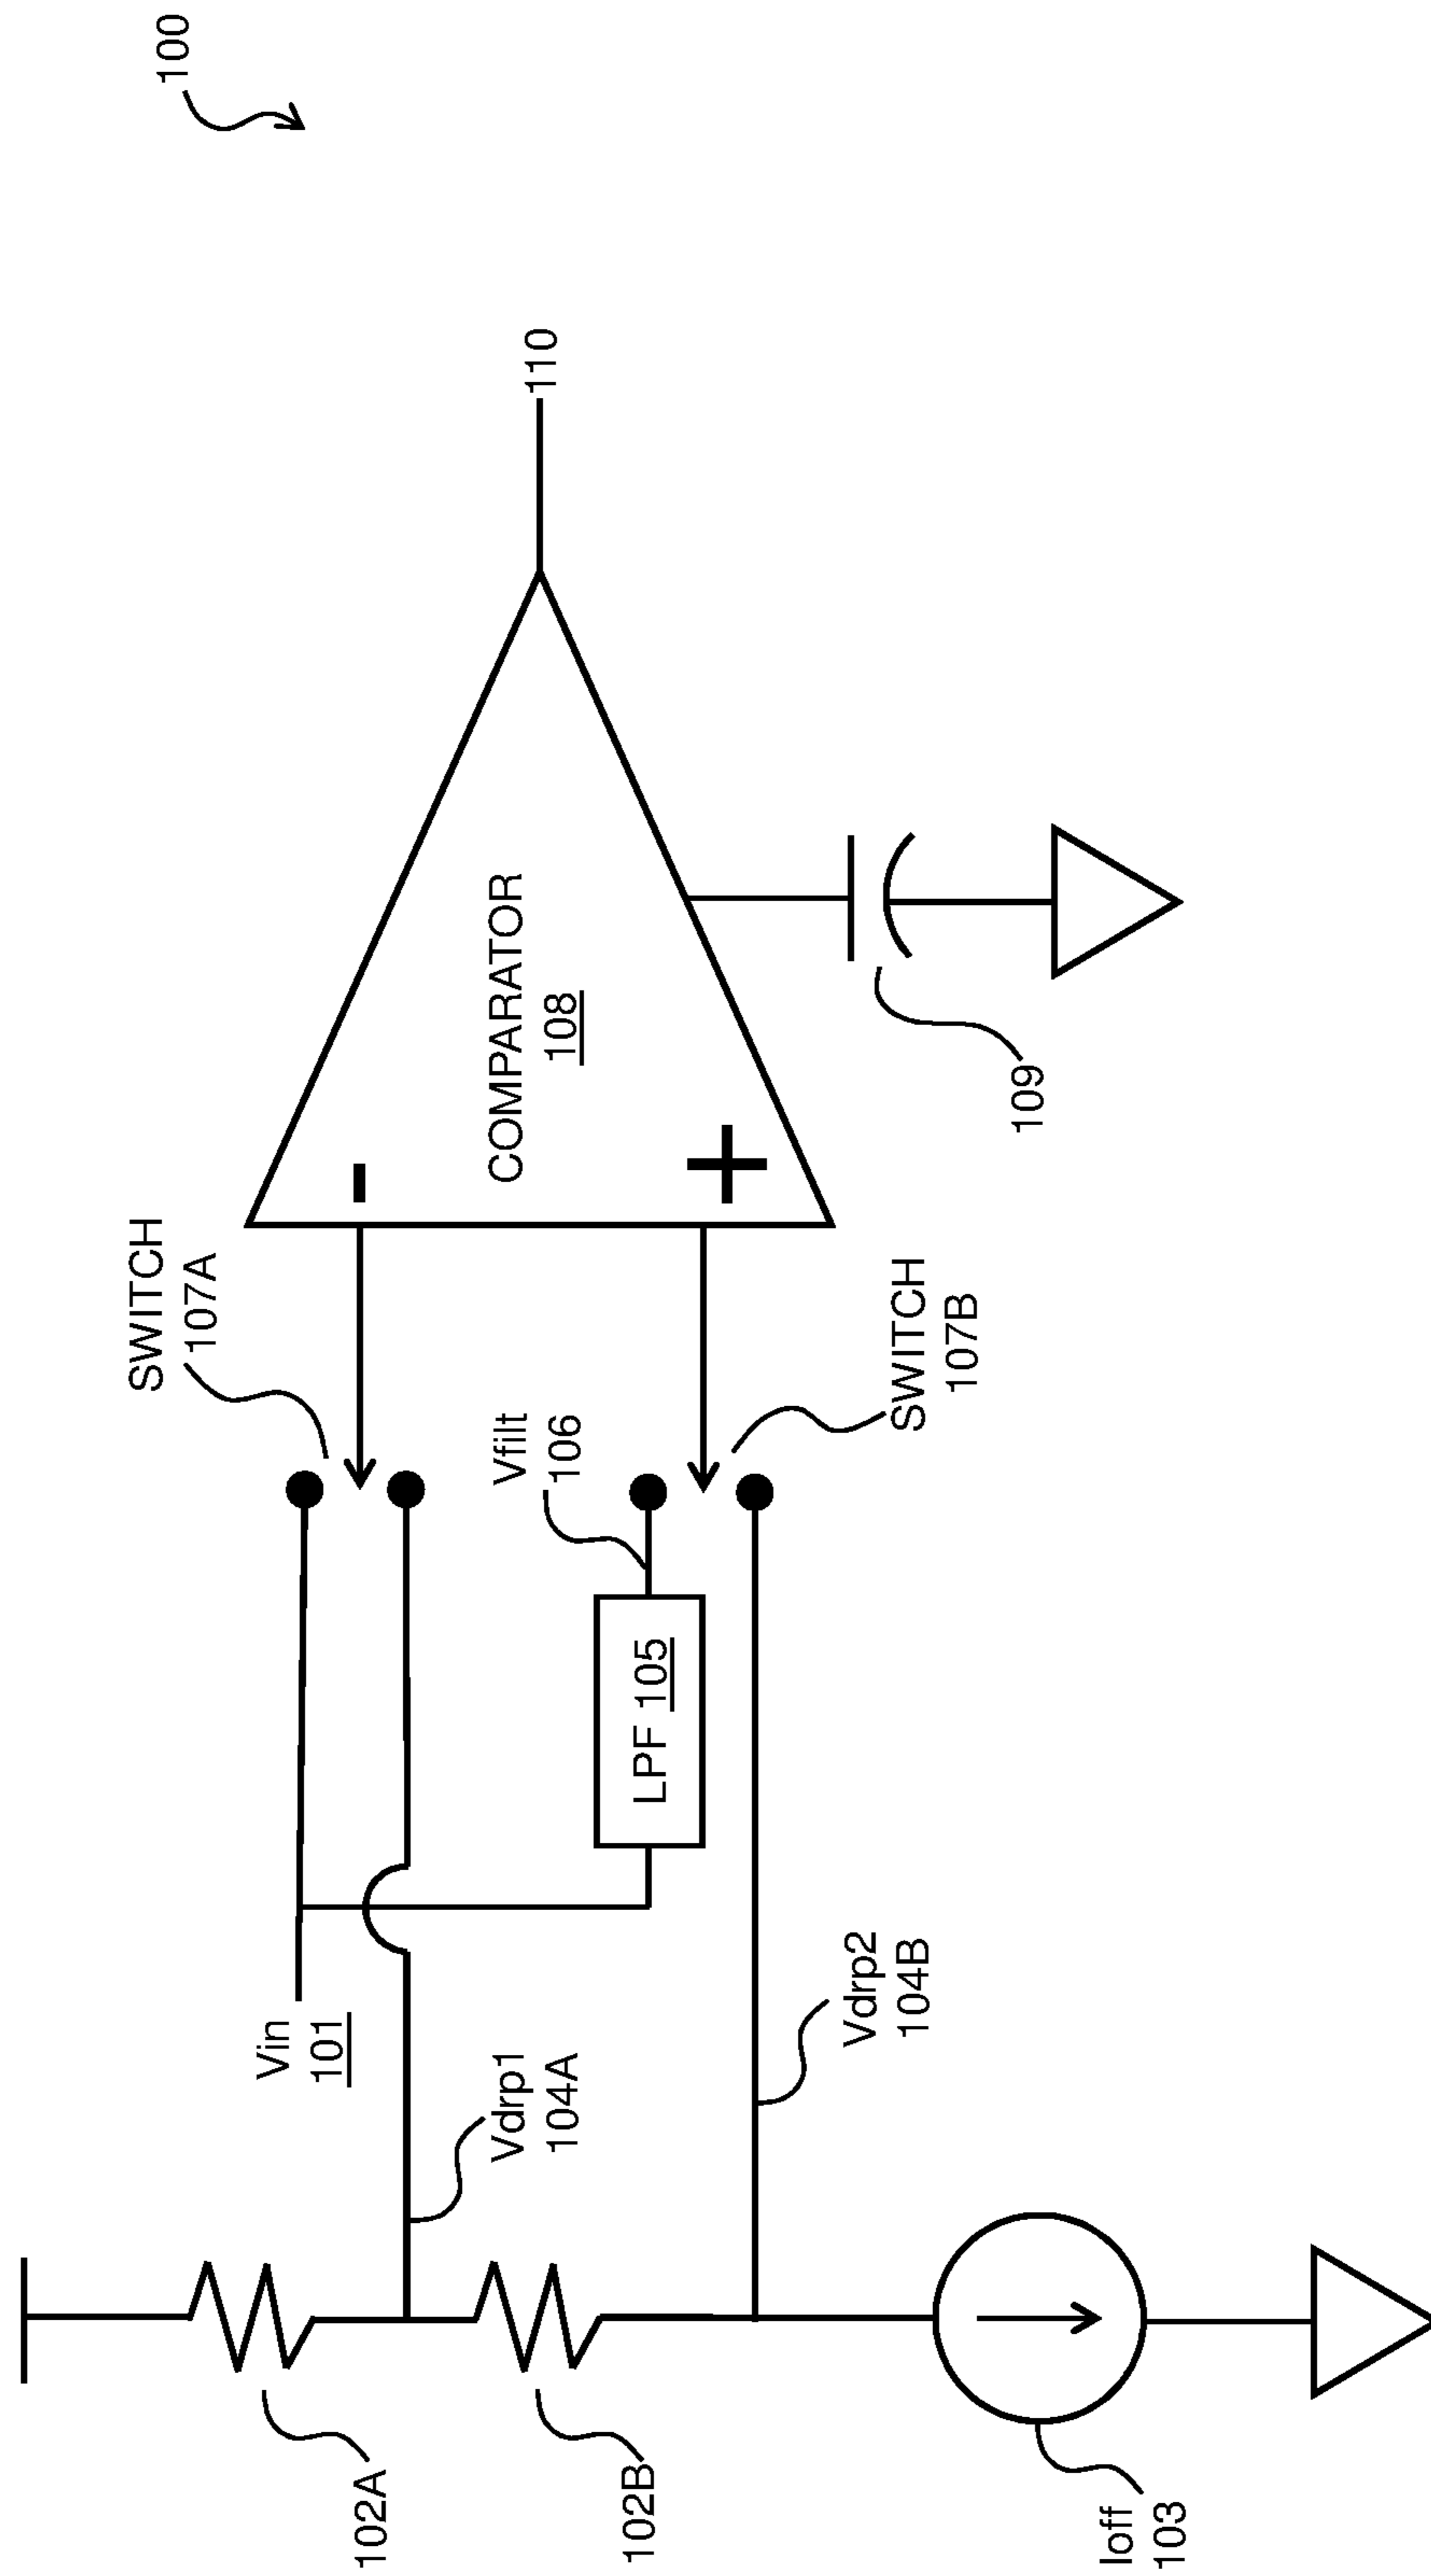 100
110
COMPARATOR
108
-
+
109
SWITCH
107A
SWITCH
107B
Vfilt
106
LPF 105
Vin
101
Vdrp1
104A
Vdrp2
104B
102A
102B
Ioff
103